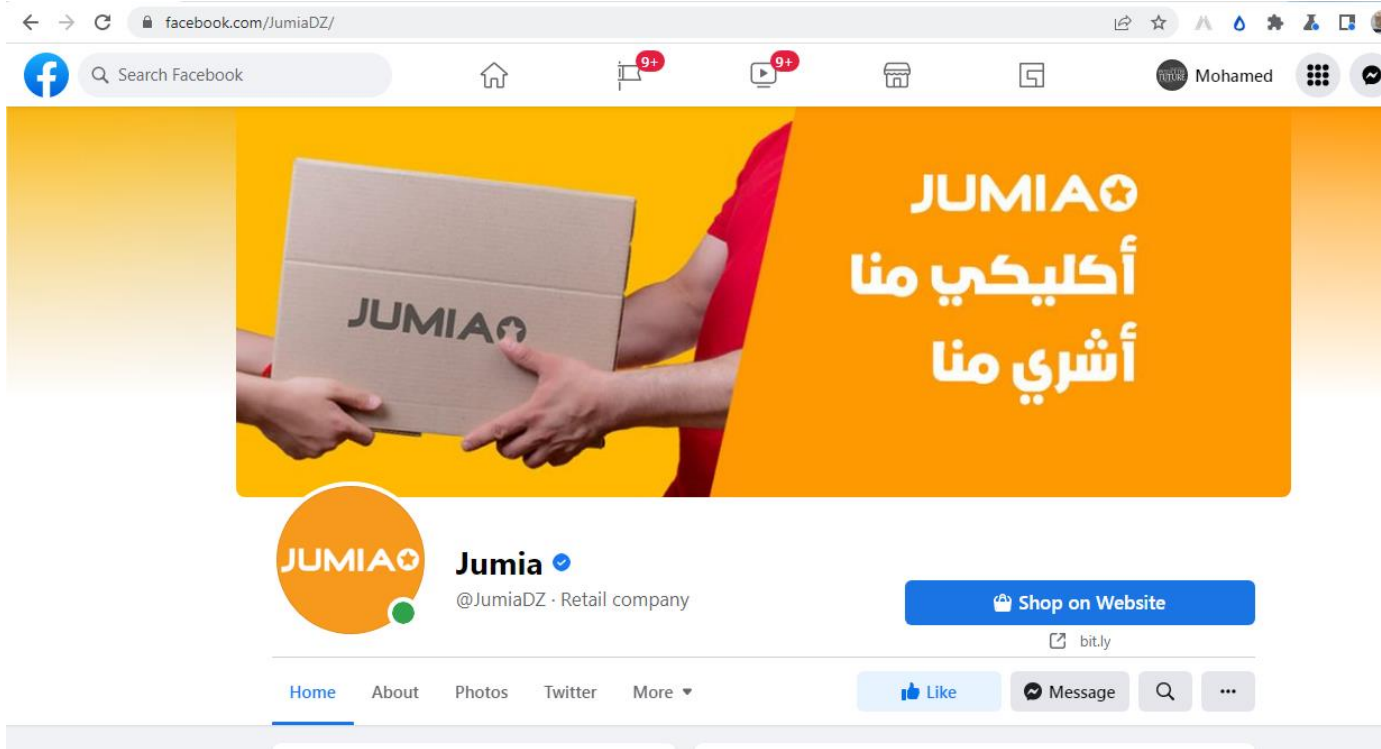 facebook.com/JumiaDZ/
Search Facebook
9+
9+
Mohamed
JUMIA
أكليكي منا
أشري منا
JUMIA
JUMIA
Jumia
@JumiaDZ · Retail company
Shop on Website
bit.ly
Home About Photos Twitter More
Like Message